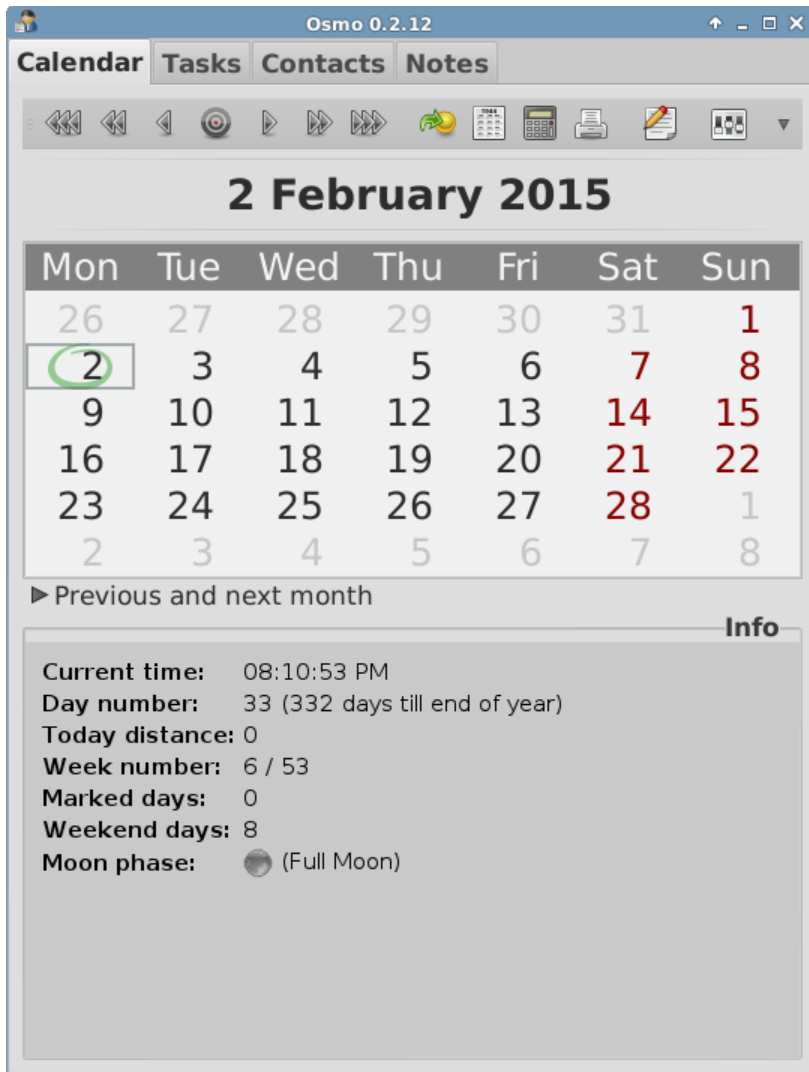 Osmo 0.2.12
Calendar Tasks Contacts Notes
1944
2 February 2015
Mon Tue Wed Thu Fri Sat Sun
26 27 28 29 30 31 1
2 3 4 5 6 7 8
9 10 11 12 13 14 15
16 17 18 19 20 21 22
23 24 25 26 27 28 1
2 3 4 5 6 7 8
Previous and next month
Info
Current time: 08:10:53 PM
Day number: 33 (332 days till end of year)
Today distance: 0
Week number: 6 / 53
Marked days: 0
Weekend days: 8
Moon phase: (Full Moon)